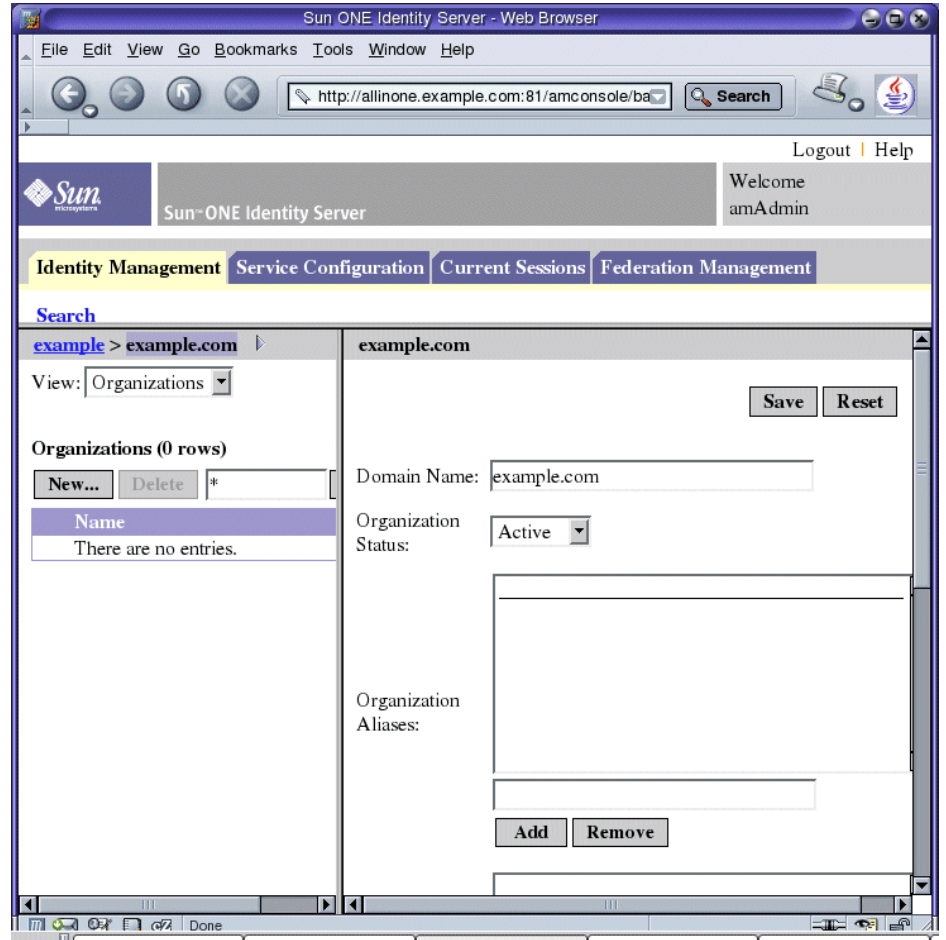 Sun ONE Identity Server - Web Browser
File Edit View Go Bookmarks Tools Window Help
http://allinone.example.com:81/amconsole/ba
Search
Logout | Help
Sun
microsystems
Sun™ ONE Identity Server
Welcome
amAdmin
Identity Management
Service Configuration
Current Sessions
Federation Management
Search
example > example.com
View: Organizations
Organizations (0 rows)
New... Delete *
Name
There are no entries.
example.com
Save Reset
Domain Name: example.com
Organization
Status:
Active
Organization
Aliases:
Add Remove
Done